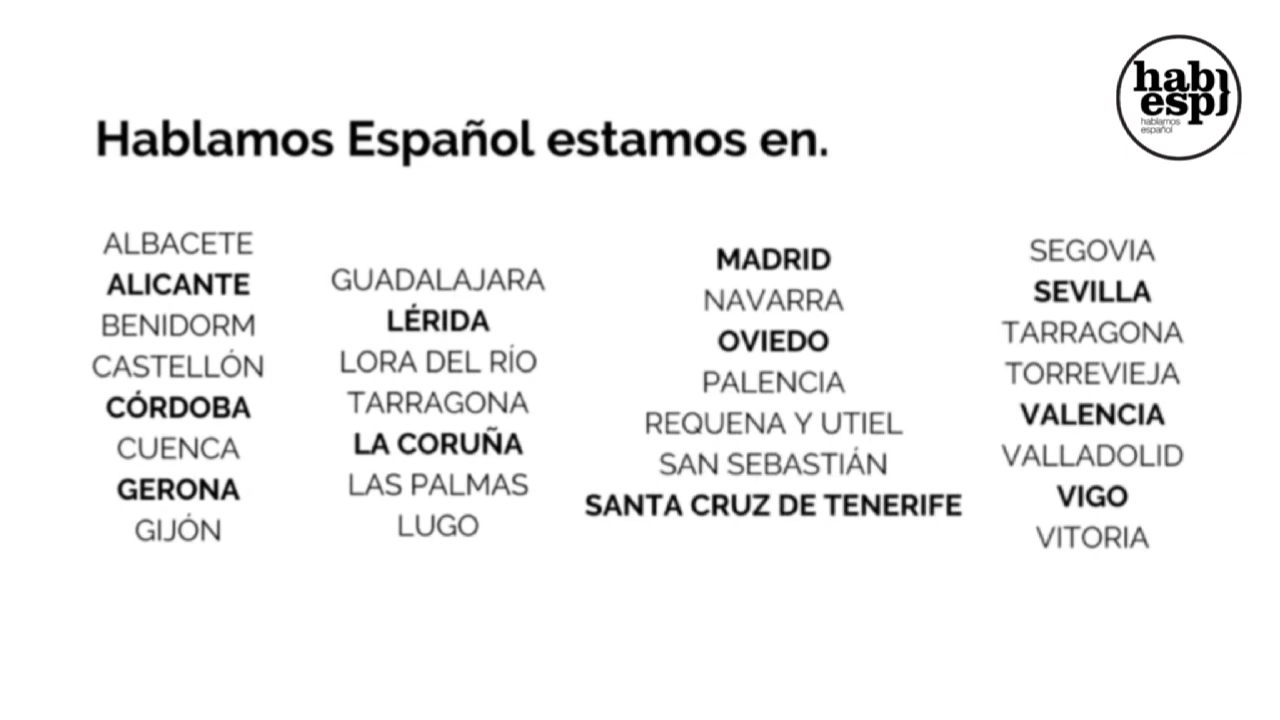 hab
esp
hablamos
español
Hablamos Español estamos en.
ALBACETE
ALICANTE
BENIDORM
CASTELLÓN
CÓRDOBA
CUENCA
GERONA
GIJÓN
GUADALAJARA
LÉRIDA
LORA DEL RÍO
TARRAGONA
LA CORUÑA
LAS PALMAS
LUGO
MADRID
NAVARRA
OVIEDO
PALENCIA
REQUENA Y UTIEL
SAN SEBASTIÁN
SANTA CRUZ DE TENERIFE
SEGOVIA
SEVILLA
TARRAGONA
TORREVIEJA
VALENCIA
VALLADOLID
VIGO
VITORIA